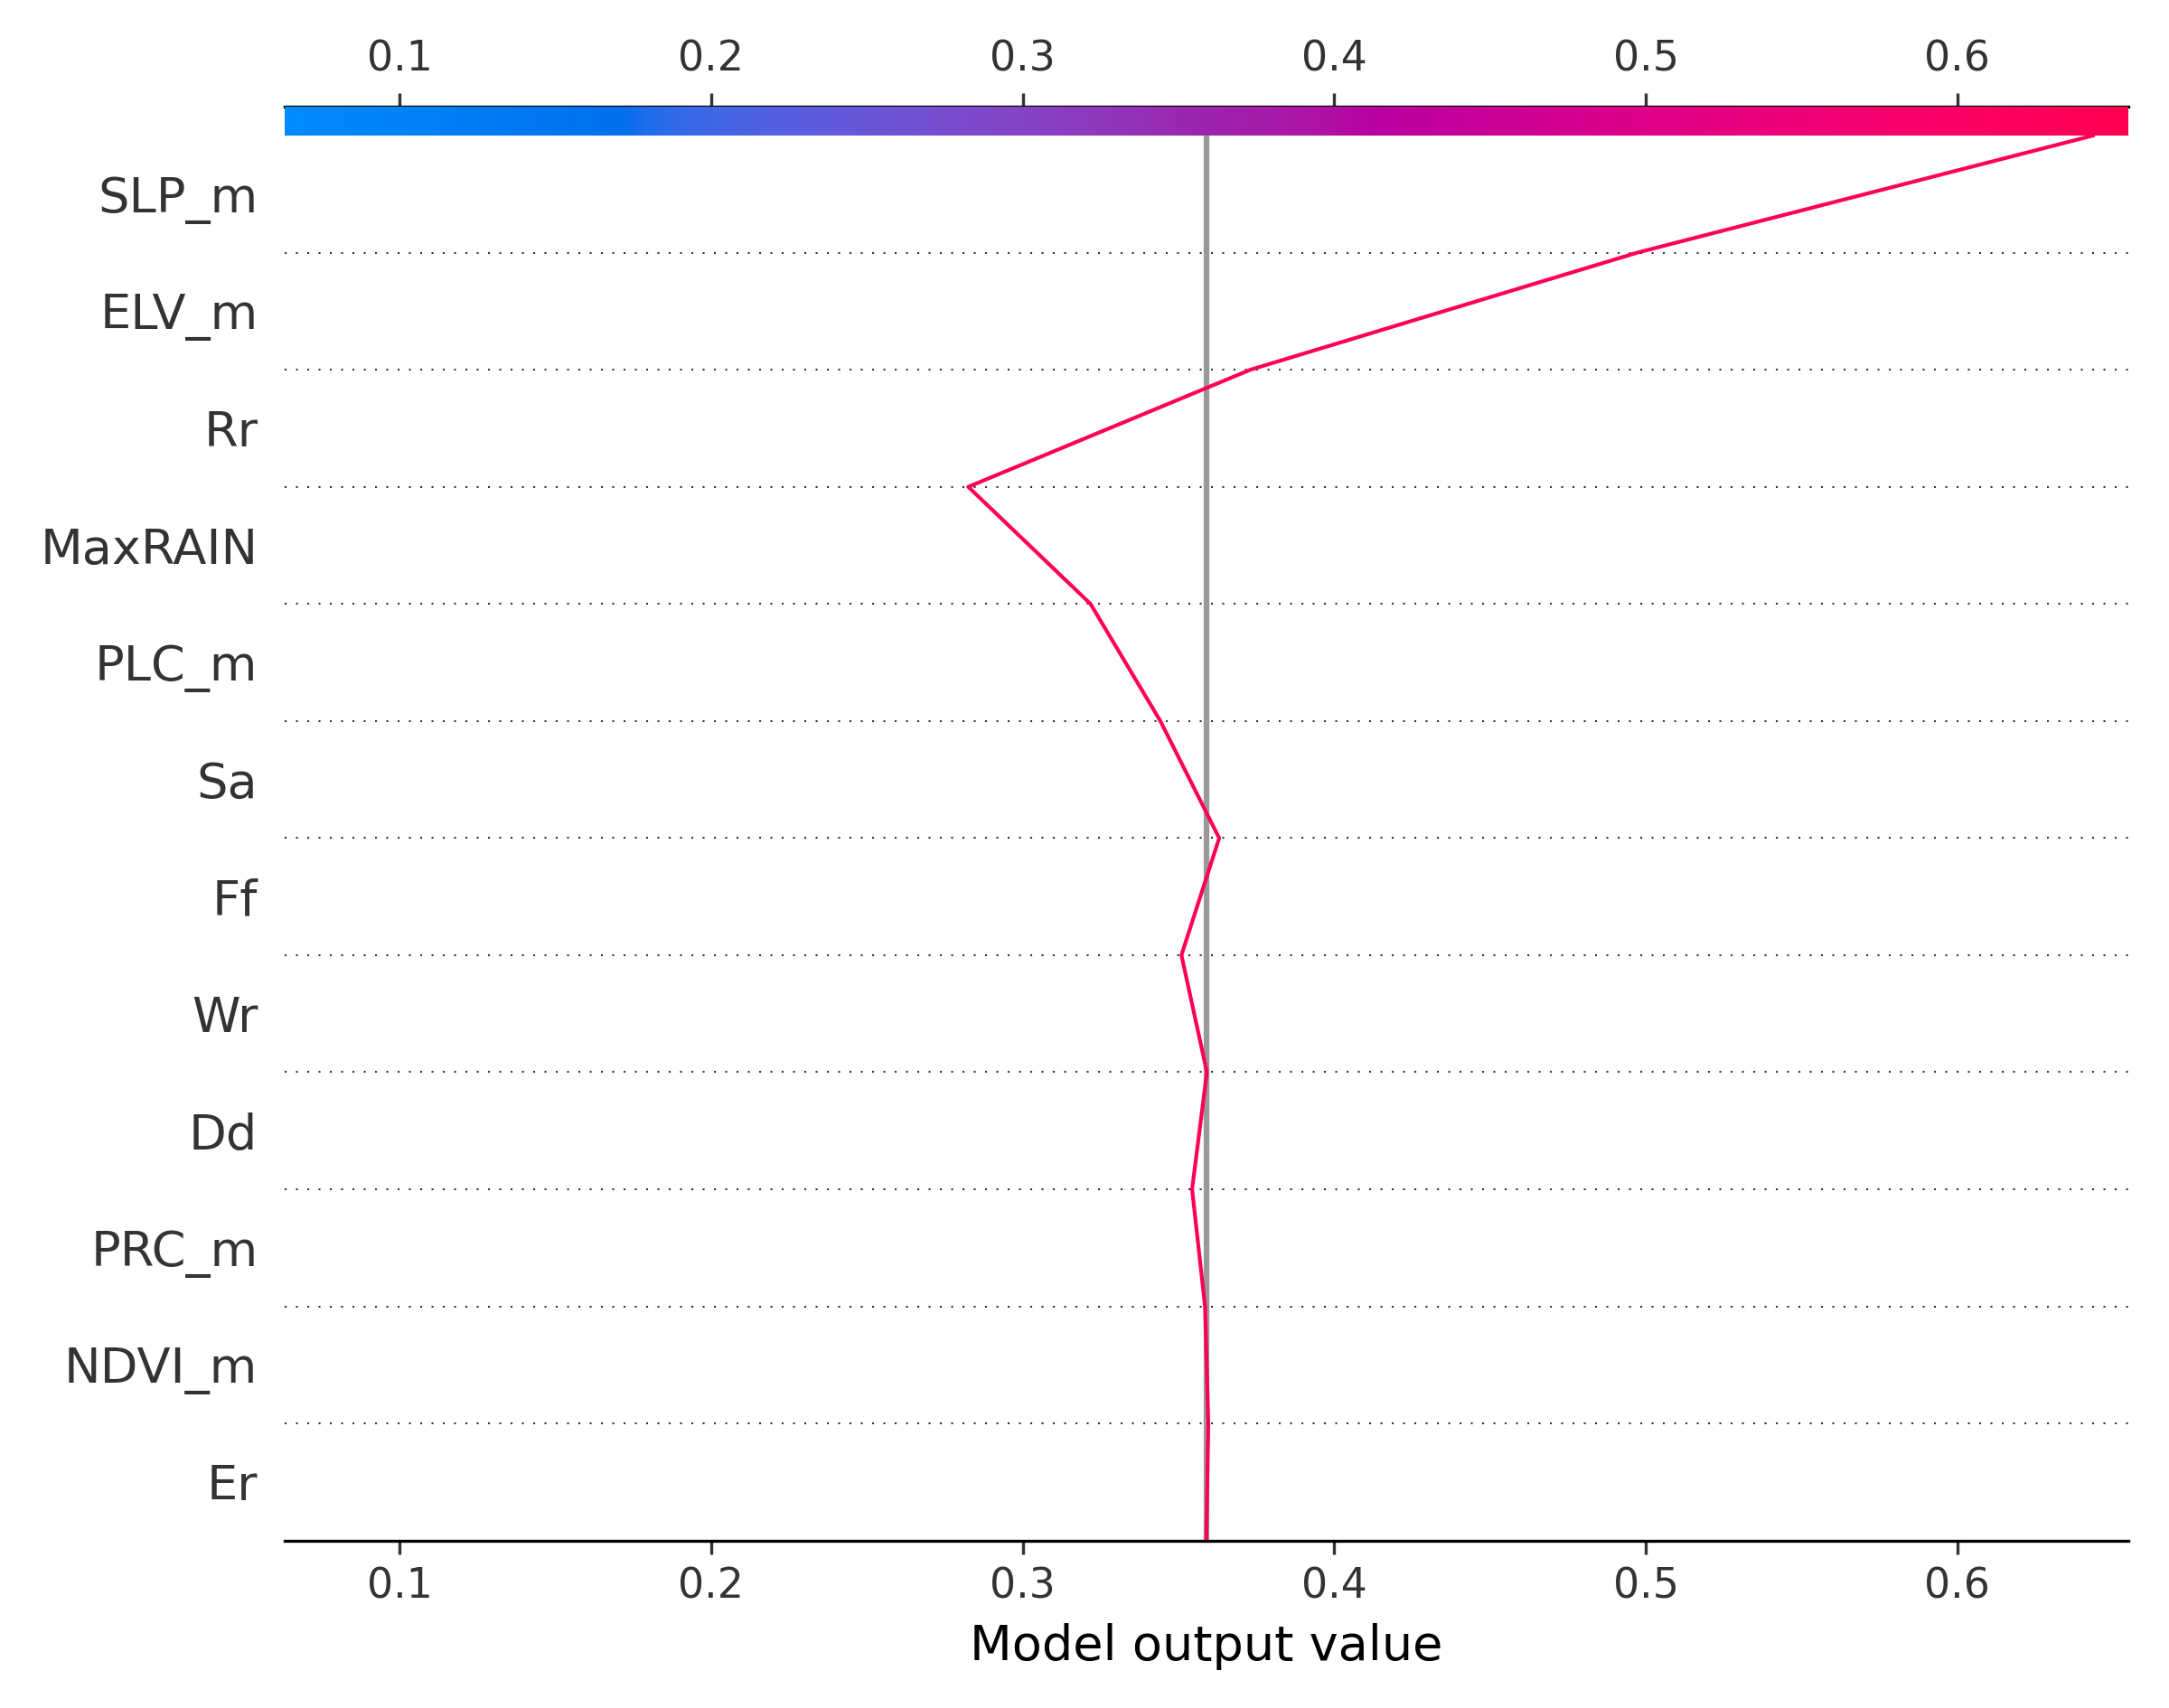 0.1 0.2 0.3 0.4 0.5 0.6
SLP_m
ELV_m
Rr
MaxRAIN
PLC_m
Sa
Ff
Wr
Dd
PRC_m
NDVI_m
Er
0.1 0.2 0.3 0.4 0.5 0.6
Model output value